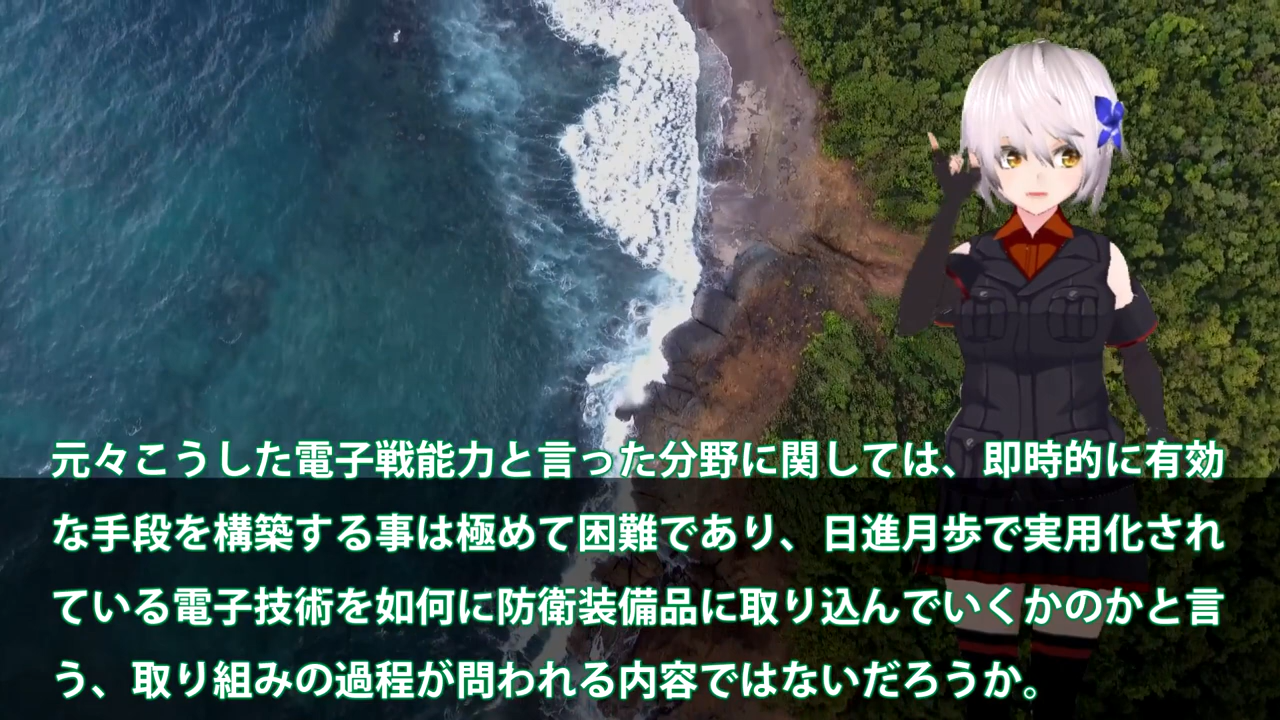 元々こうした電子戦能力と言った分野に関しては、即時的に有効
な手段を構築する事は極めて困難であり、日進月歩で実用化され
ている電子技術を如何に防衛装備品に取り込んでいくかのかと言
う、取り組みの過程が問われる内容ではないだろうか。